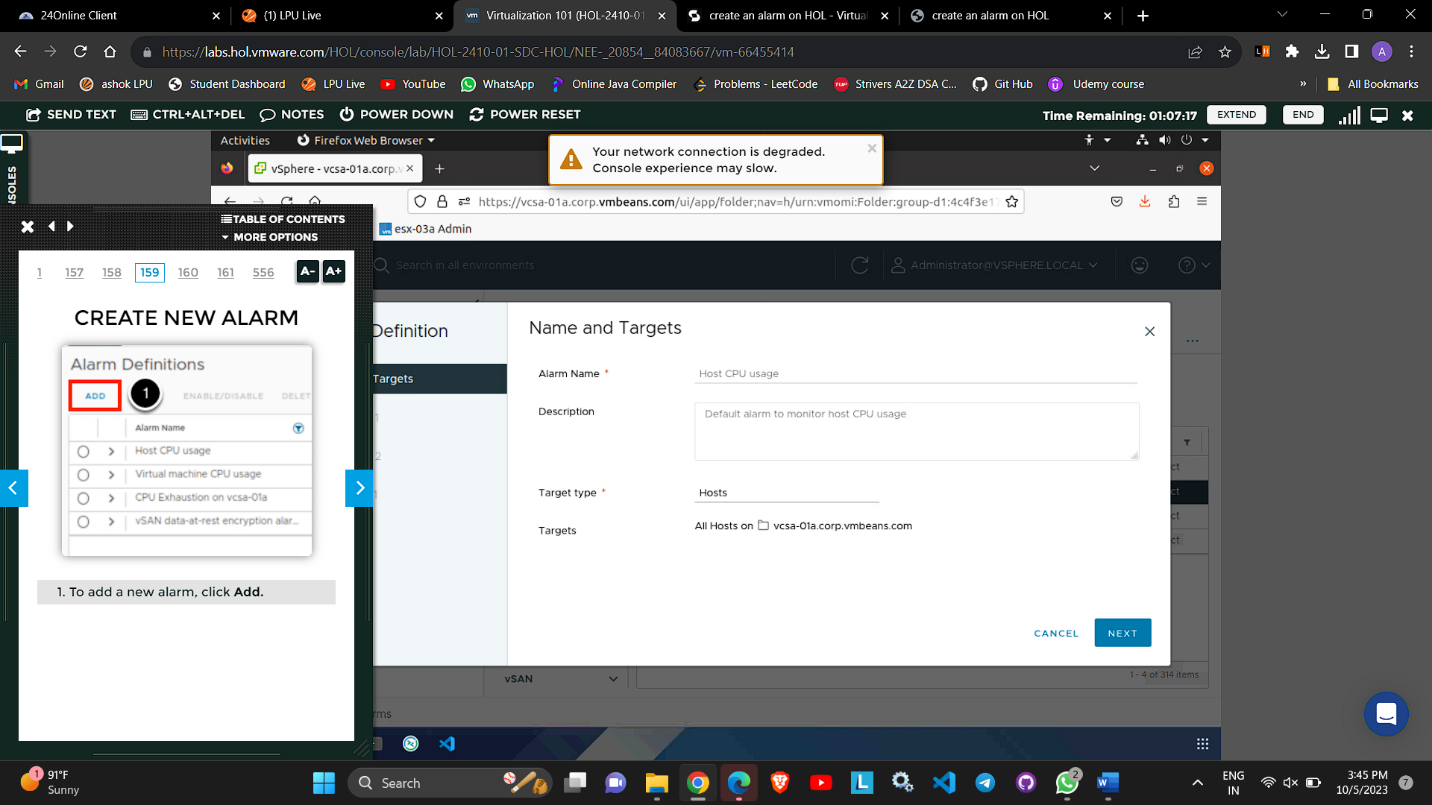 24Online Client
(1) LPU Live
Virtualization 101 (HOL-2410-01
create an alarm on HOL - Virtua
create an alarm on HOL
https://labs.hol.vmware.com/HOL/console/lab/HOL-2410-01-SDC-HOL/NEE-_20854__84083667/vm-66455414
A
Gmail
ashok LPU
Student Dashboard
LPU Live
YouTube
WhatsApp
Online Java Compiler
Problems - LeetCode
Strivers A2Z DSA C...
Git Hub
Udemy course
»
All Bookmarks
SEND TEXT
CTRL+ALT+DEL
NOTES
POWER DOWN
POWER RESET
Time Remaining: 01:07:17
EXTEND
END
Activities
Firefox Web Browser
Your network connection is degraded.
Console experience may slow.
vSphere - vcsa-01a.corp.v
https://vcsa-01a.corp.vmbeans.com/ui/app/folder;nav=h/urn:vmomi:Folder:group-d1:4c4f3e1
esx-03a Admin
Search in all environments
Administrator@VSPHERE.LOCAL
TABLE OF CONTENTS
MORE OPTIONS
1 157 158 159 160 161 556
A- A+
CREATE NEW ALARM
Alarm Definitions
ADD
1
ENABLE/DISABLE
DELET
Alarm Name
Host CPU usage
Virtual machine CPU usage
CPU Exhaustion on vcsa-01a
vSAN data-at-rest encryption alar...
1. To add a new alarm, click Add.
Definition
Targets
Name and Targets
Alarm Name *
Host CPU usage
Description
Default alarm to monitor host CPU usage
Target type *
Hosts
Targets
All Hosts on vcsa-01a.corp.vmbeans.com
CANCEL
NEXT
vSAN
1 - 4 of 314 items
rms
91°F
Sunny
Search
ENG
IN
3:45 PM
10/5/2023